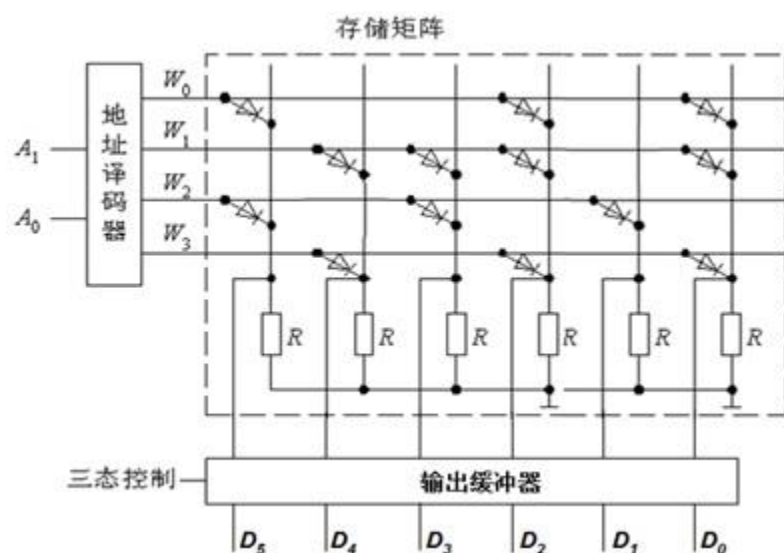 存储矩阵
地址译码器
A₁
A₀
W₀
W₁
W₂
W₃
R R R R R R
三态控制
输出缓冲器
D₅ D₄ D₃ D₂ D₁ D₀